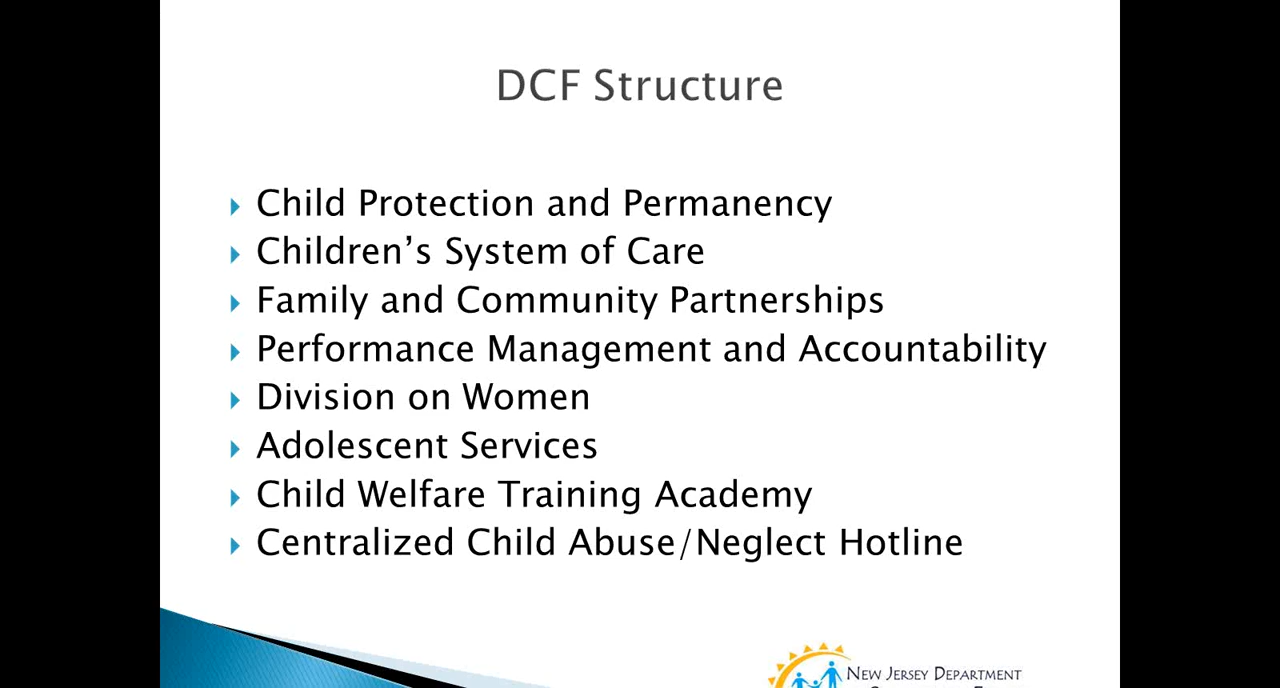 DCF Structure
Child Protection and Permanency
Children’s System of Care
Family and Community Partnerships
Performance Management and Accountability
Division on Women
Adolescent Services
Child Welfare Training Academy
Centralized Child Abuse/Neglect Hotline
New Jersey Department